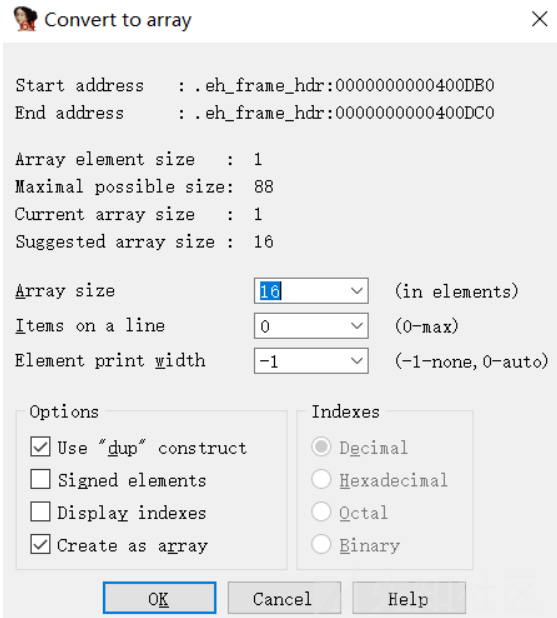 Convert to array
Start address : .eh_frame_hdr:0000000000400DB0
End address : .eh_frame_hdr:0000000000400DC0
Array element size : 1
Maximal possible size: 88
Current array size : 1
Suggested array size : 16
Array size 16 (in elements)
Items on a line 0 (0-max)
Element print width -1 (-1-none,0-auto)
Options Indexes
Use "dup" construct Decimal
Signed elements Hexadecimal
Display indexes Octal
Create as array Binary
OK Cancel Help